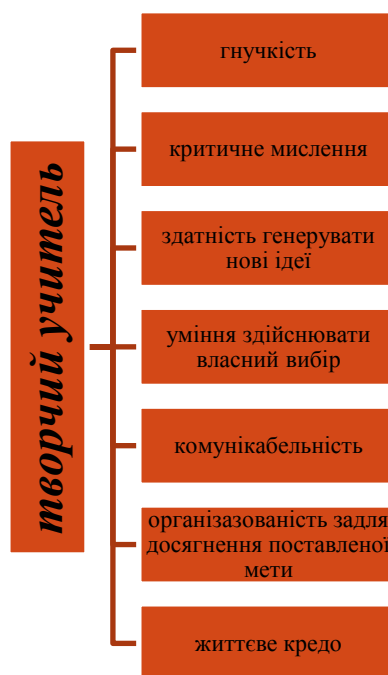 творчий учитель
гнучкість
критичне мислення
здатність генерувати
нові ідеї
уміння здійснювати
власний вибір
комунікабельність
організазованість задля
досягнення поставленої
мети
життєве кредо